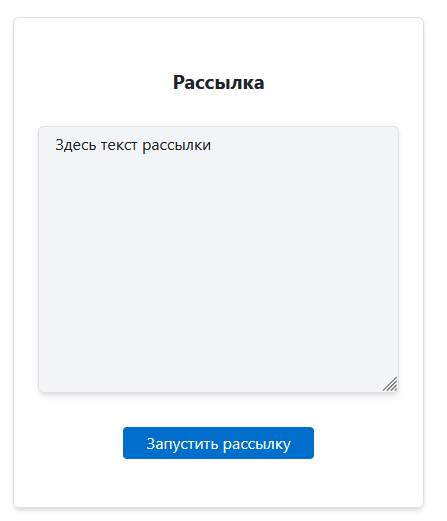 Рассылка
Здесь текст рассылки
Запустить рассылку